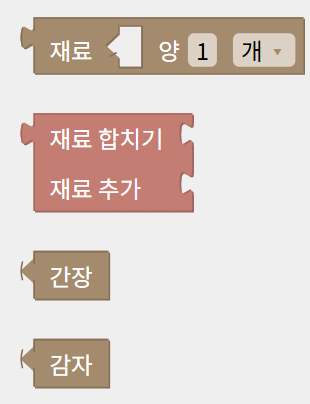 재료 양 1 개
재료 합치기
재료 추가
간장
감자